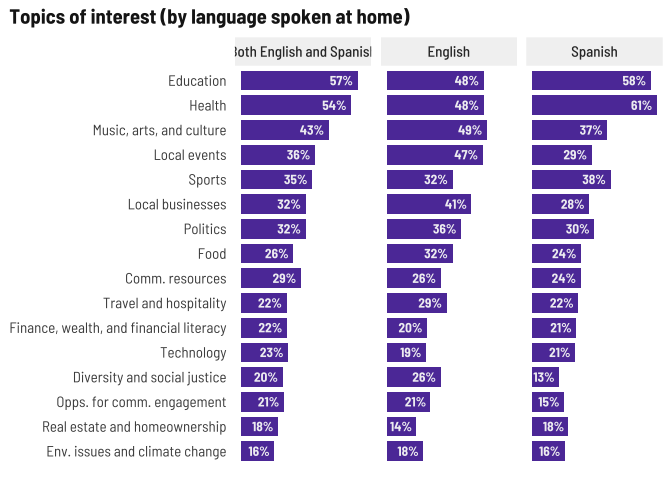 Topics of interest (by language spoken at home)
Both English and Spanish English Spanish
Education 57% 48% 58%
Health 54% 48% 61%
Music, arts, and culture 43% 49% 37%
Local events 36% 47% 29%
Sports 35% 32% 38%
Local businesses 32% 41% 28%
Politics 32% 36% 30%
Food 26% 32% 24%
Comm. resources 29% 26% 24%
Travel and hospitality 22% 29% 22%
Finance, wealth, and financial literacy 22% 20% 21%
Technology 23% 19% 21%
Diversity and social justice 20% 26% 13%
Opps. for comm. engagement 21% 21% 15%
Real estate and homeownership 18% 14% 18%
Env. issues and climate change 16% 18% 16%